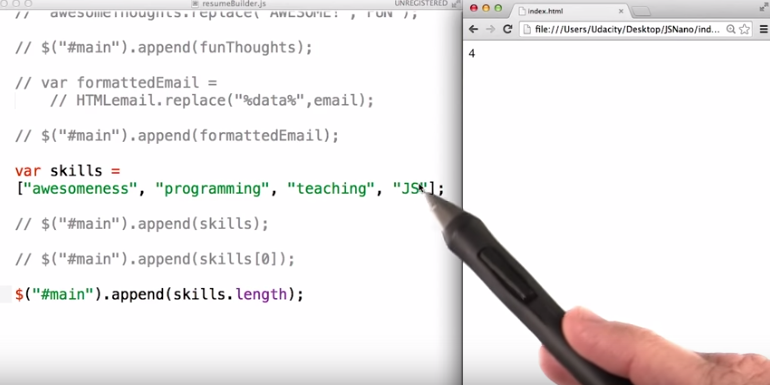 resumeBuilder.js
UNREGISTERED
// awesomeThoughts.replace("AWESOME!","FUN");
// $("#main").append(funThoughts);
// var formattedEmail =
// HTMLemail.replace("%data%",email);
// $("#main").append(formattedEmail);
var skills =
["awesomeness", "programming", "teaching", "JS"];
// $("#main").append(skills);
// $("#main").append(skills[0]);
$("#main").append(skills.length);
index.html
file:///Users/Udacity/Desktop/JSNano/ind
4